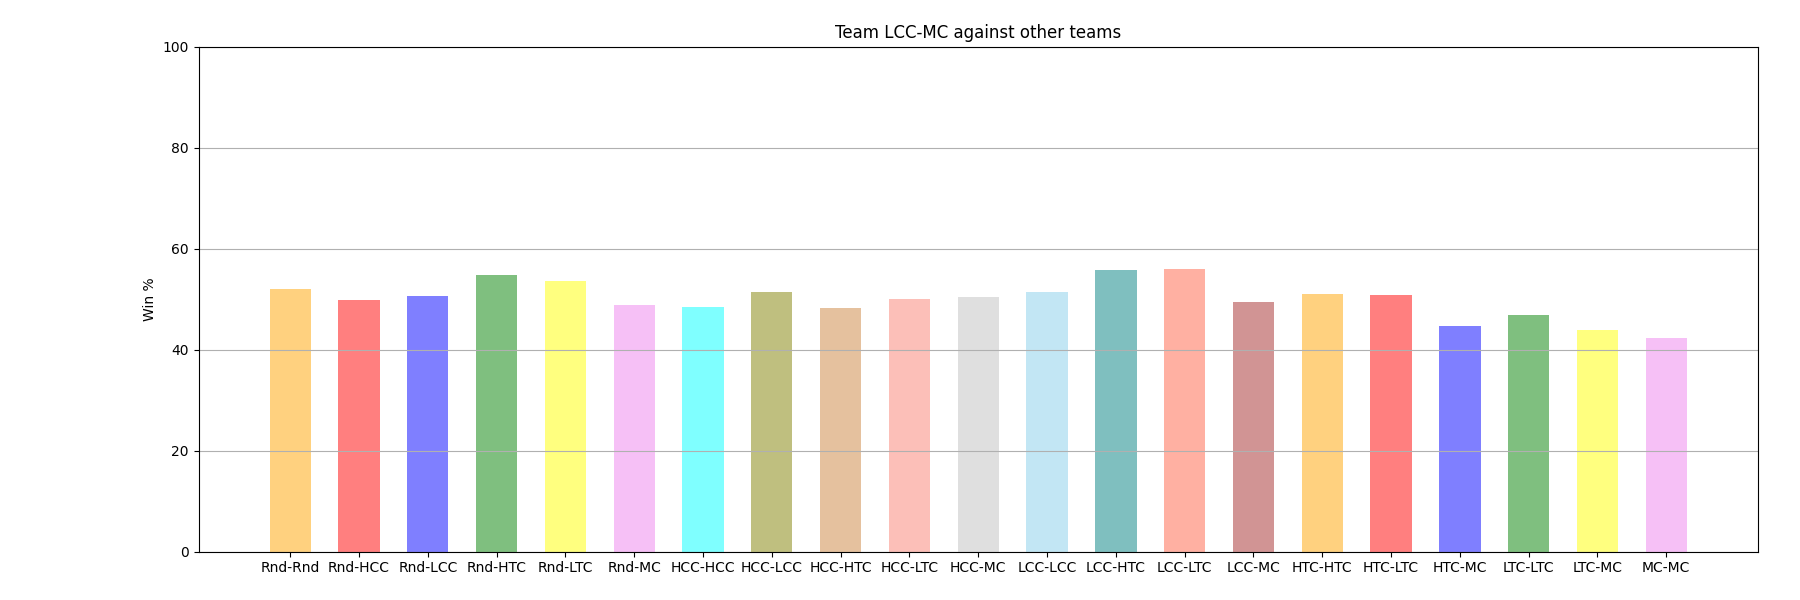 Team LCC-MC against other teams
100
80
60
40
20
0
Win %
Rnd-Rnd Rnd-HCC Rnd-LCC Rnd-HTC Rnd-LTC Rnd-MC HCC-HCC HCC-LCC HCC-HTC HCC-LTC HCC-MC LCC-LCC LCC-HTC LCC-LTC LCC-MC HTC-HTC HTC-LTC HTC-MC LTC-LTC LTC-MC MC-MC